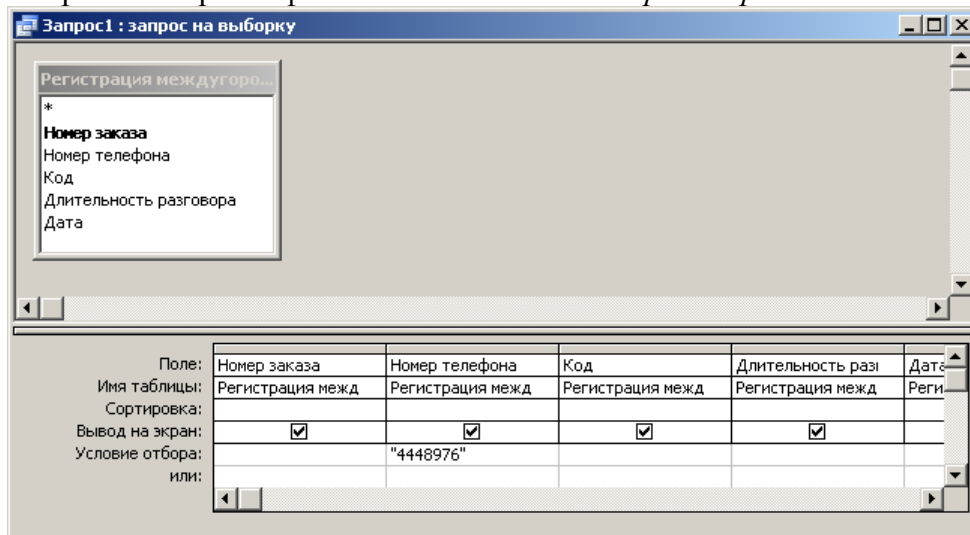 Запрос1 : запрос на выборку
Регистрация междугоро...
*
Номер заказа
Номер телефона
Код
Длительность разговора
Дата
Поле: Номер заказа Номер телефона Код Длительность разг Дата
Имя таблицы: Регистрация межд Регистрация межд Регистрация межд Регистрация межд Реги
Сортировка:
Вывод на экран:
Условие отбора: "4448976"
или: